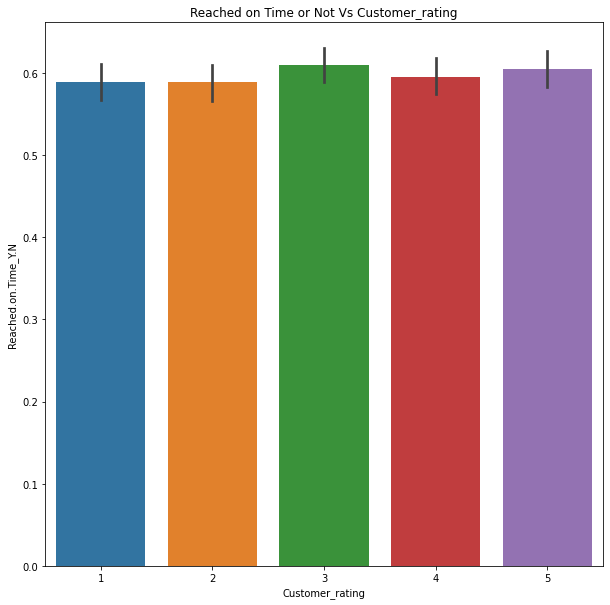 Reached on Time or Not Vs Customer_rating
Reached.on.Time_Y.N
0.6
0.5
0.4
0.3
0.2
0.1
0.0
1 2 3 4 5
Customer_rating